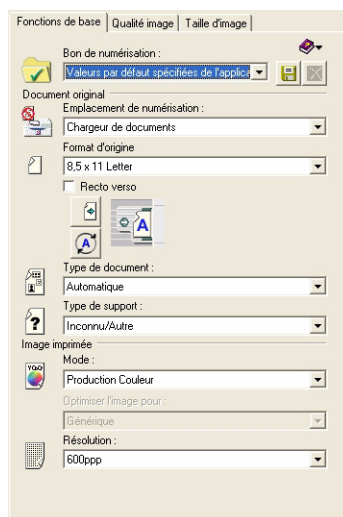 Fonctions de base Qualité image Taille d'image
Bon de numérisation :
Valeurs par défaut spécifiées de l'applica
Document original
Emplacement de numérisation :
Chargeur de documents
Format d'origine
8,5 x 11 Letter
Recto verso
A
A
Type de document :
Automatique
Type de support :
?
Inconnu/Autre
Image imprimée
Mode :
Production Couleur
Optimiser l'image pour :
Générique
Résolution :
600ppp